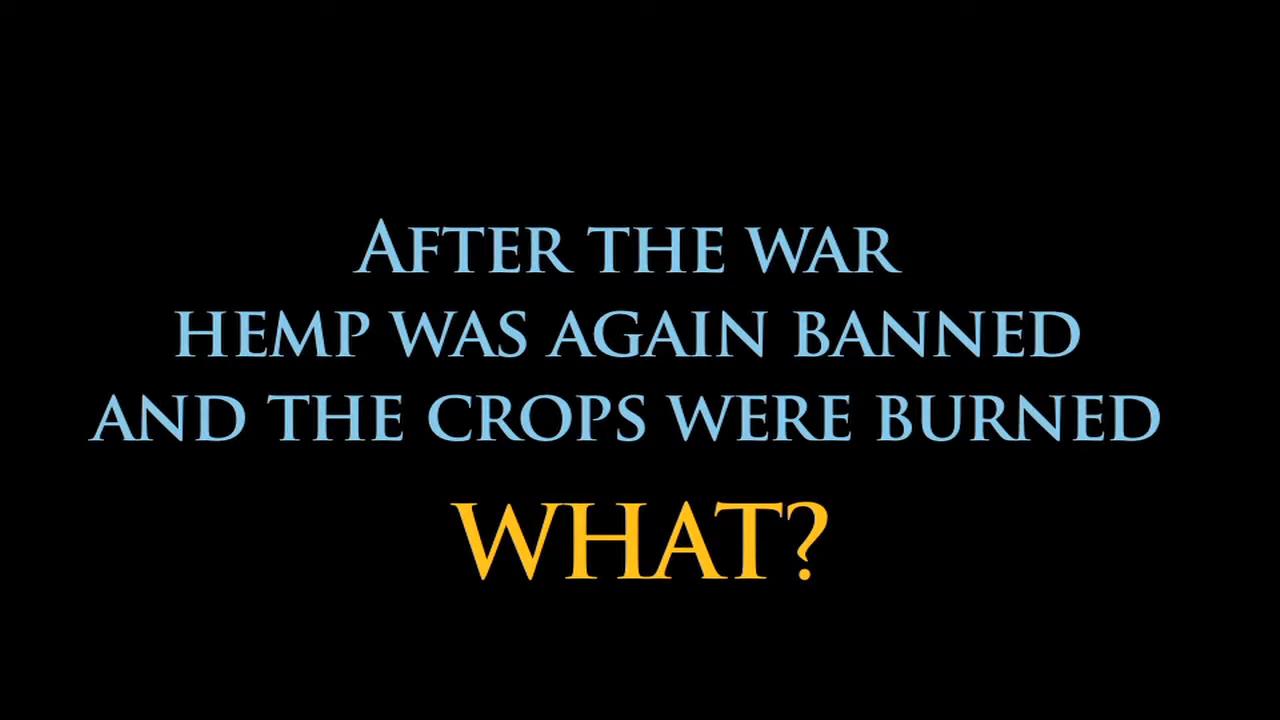 After the war
hemp was again banned
and the crops were burned
WHAT?